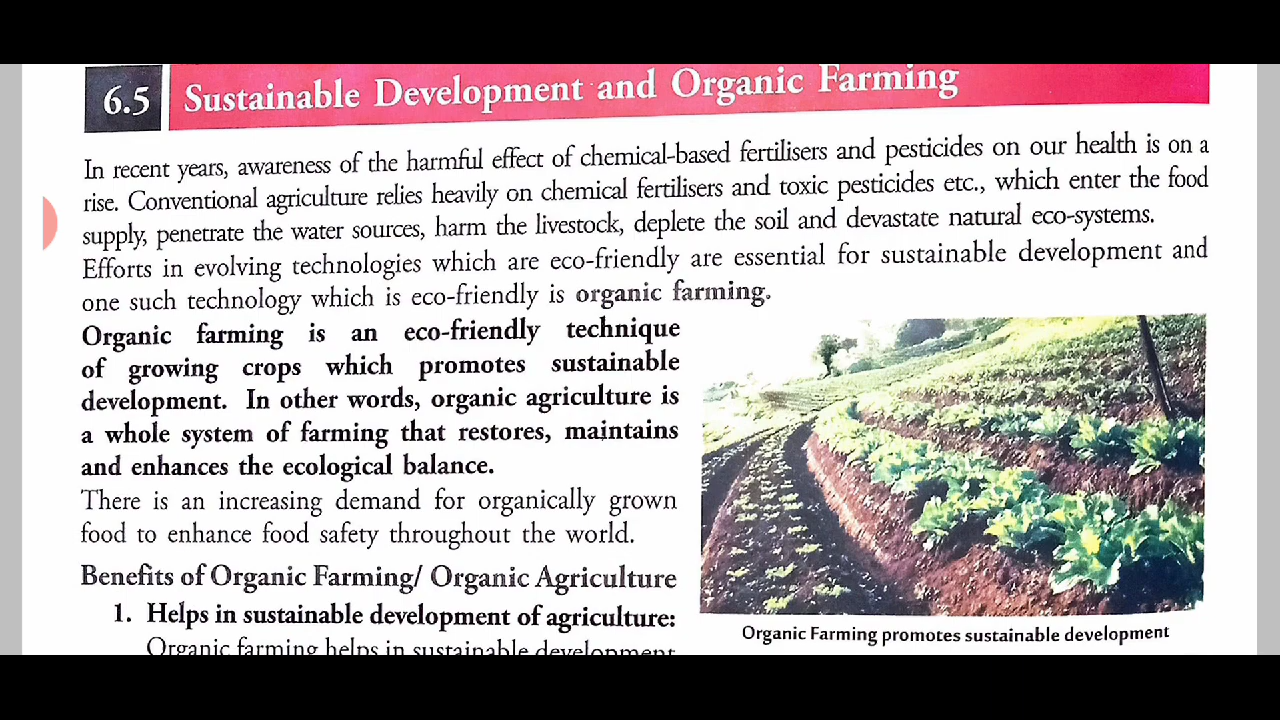 6.5 Sustainable Development and Organic Farming
In recent years, awareness of the harmful effect of chemical-based fertilisers and pesticides on our health is on a
rise. Conventional agriculture relies heavily on chemical fertilisers and toxic pesticides etc., which enter the food
supply, penetrate the water sources, harm the livestock, deplete the soil and devastate natural eco-systems.
Efforts in evolving technologies which are eco-friendly are essential for sustainable development and
one such technology which is eco-friendly is organic farming.
Organic farming is an eco-friendly technique
of growing crops which promotes sustainable
development. In other words, organic agriculture is
a whole system of farming that restores, maintains
and enhances the ecological balance.
There is an increasing demand for organically grown
food to enhance food safety throughout the world.
Benefits of Organic Farming/ Organic Agriculture
1. Helps in sustainable development of agriculture:
Organic farming helps in sustainable development
Organic Farming promotes sustainable development